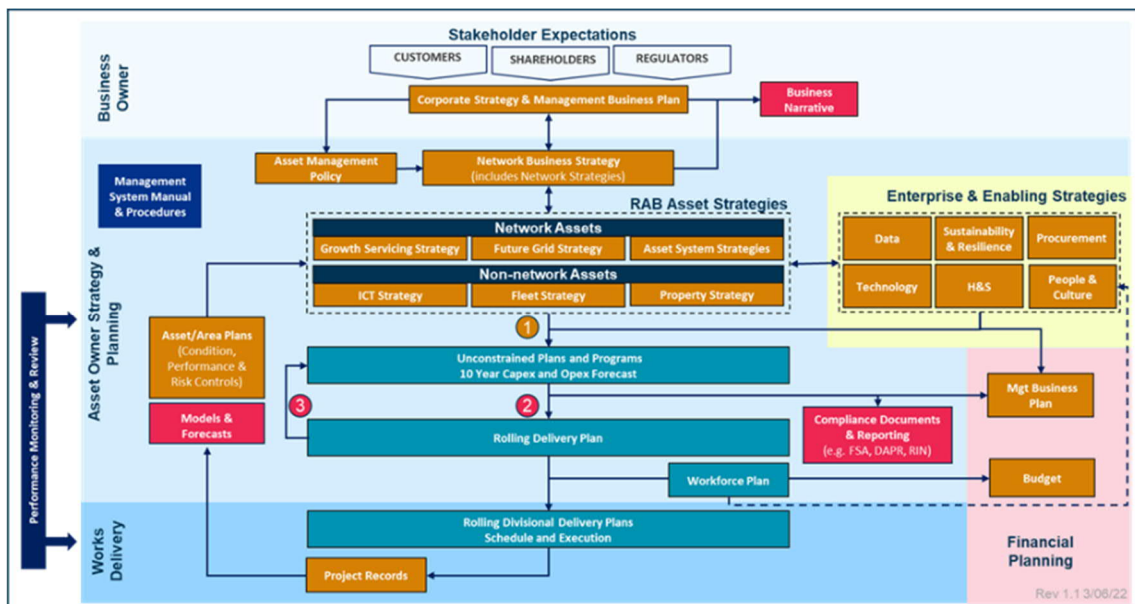 Stakeholder Expectations
CUSTOMERS
SHAREHOLDERS
REGULATORS
Business
Owner
Corporate Strategy & Management Business Plan
Business
Narrative
Asset Management
Policy
Network Business Strategy
(includes Network Strategies)
Management
System Manual
& Procedures
RAB Asset Strategies
Network Assets
Growth Servicing Strategy
Future Grid Strategy
Asset System Strategies
Non-network Assets
ICT Strategy
Fleet Strategy
Property Strategy
Enterprise & Enabling Strategies
Data
Sustainability
& Resilience
Procurement
Technology
H&S
People &
Culture
Performance Monitoring & Review
Asset Owner Strategy &
Planning
Asset/Area Plans
(Condition,
Performance &
Risk Controls)
Models &
Forecasts
1
Unconstrained Plans and Programs
10 Year Capex and Opex Forecast
3
2
Rolling Delivery Plan
Mgt Business
Plan
Compliance Documents
& Reporting
(e.g. FSA, DAPR, RIN)
Workforce Plan
Budget
Works
Delivery
Rolling Divisional Delivery Plans
Schedule and Execution
Project Records
Financial
Planning
Rev 1.1 3/06/22